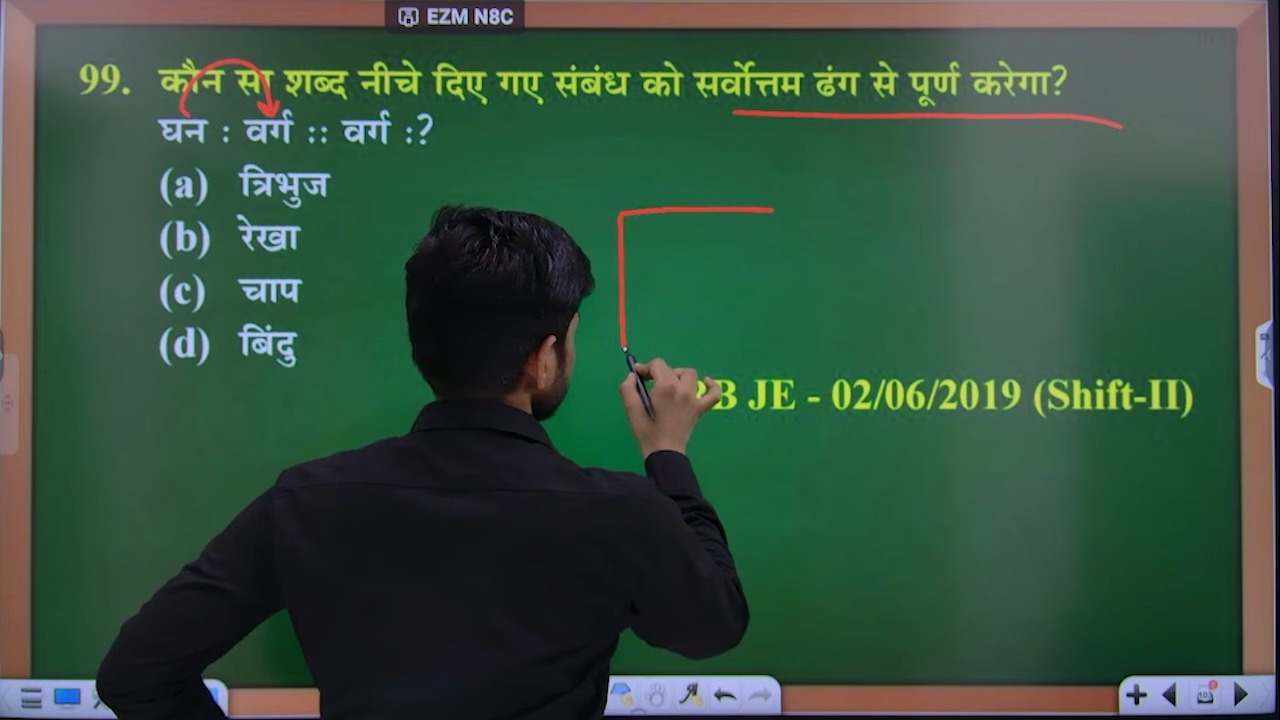 EZM N8C
99. कौन सा शब्द नीचे दिए गए संबंध को सर्वोत्तम ढंग से पूर्ण करेगा?
घन : वर्ग :: वर्ग :?
(a) त्रिभुज
(b) रेखा
(c) चाप
(d) बिंदु
JE - 02/06/2019 (Shift-II)